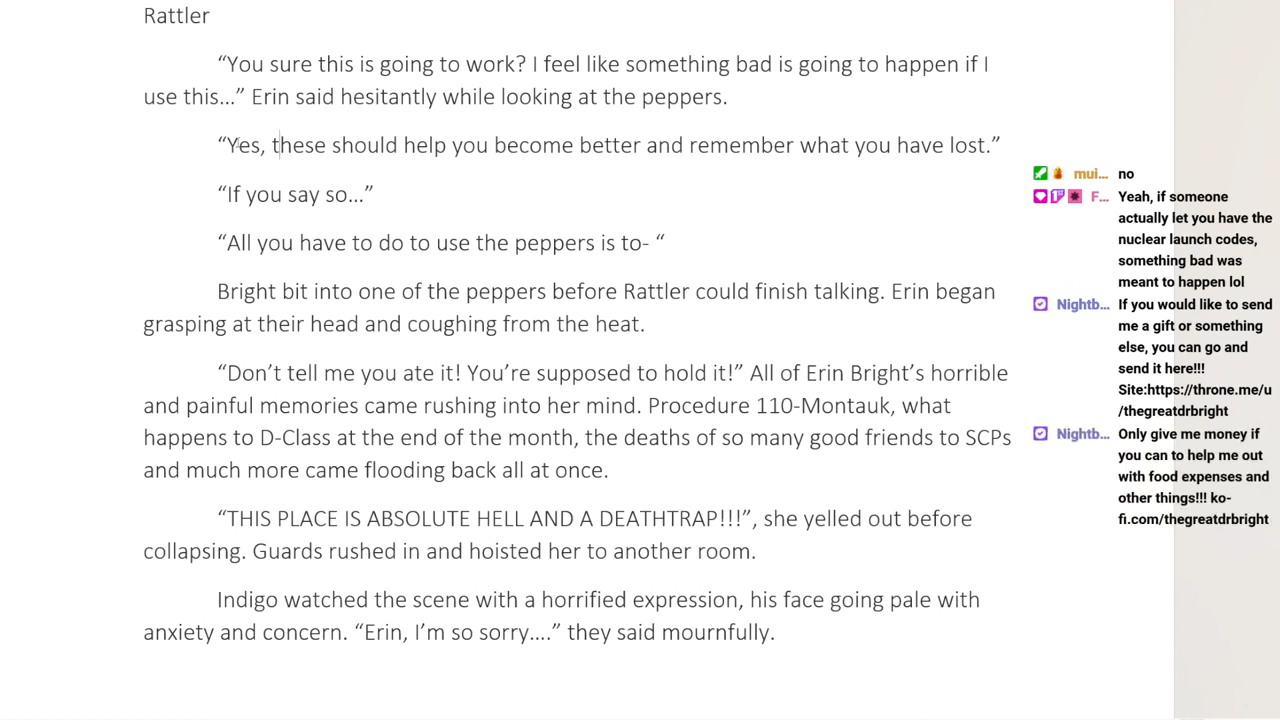 Rattler
“You sure this is going to work? I feel like something bad is going to happen if I
use this…” Erin said hesitantly while looking at the peppers.
“Yes, these should help you become better and remember what you have lost.”
“If you say so…”
“All you have to do to use the peppers is to- “
Bright bit into one of the peppers before Rattler could finish talking. Erin began
grasping at their head and coughing from the heat.
“Don’t tell me you ate it! You’re supposed to hold it!” All of Erin Bright’s horrible
and painful memories came rushing into her mind. Procedure 110-Montauk, what
happens to D-Class at the end of the month, the deaths of so many good friends to SCPs
and much more came flooding back all at once.
“THIS PLACE IS ABSOLUTE HELL AND A DEATHTRAP!!!”, she yelled out before
collapsing. Guards rushed in and hoisted her to another room.
Indigo watched the scene with a horrified expression, his face going pale with
anxiety and concern. “Erin, I’m so sorry….” they said mournfully.
mui... no
F... Yeah, if someone
actually let you have the
nuclear launch codes,
something bad was
meant to happen lol
Nightb... If you would like to send
me a gift or something
else, you can go and
send it here!!!
Site:https://throne.me/u
/thegreatdrbright
Nightb... Only give me money if
you can to help me out
with food expenses and
other things!!! ko-
fi.com/thegreatdrbright